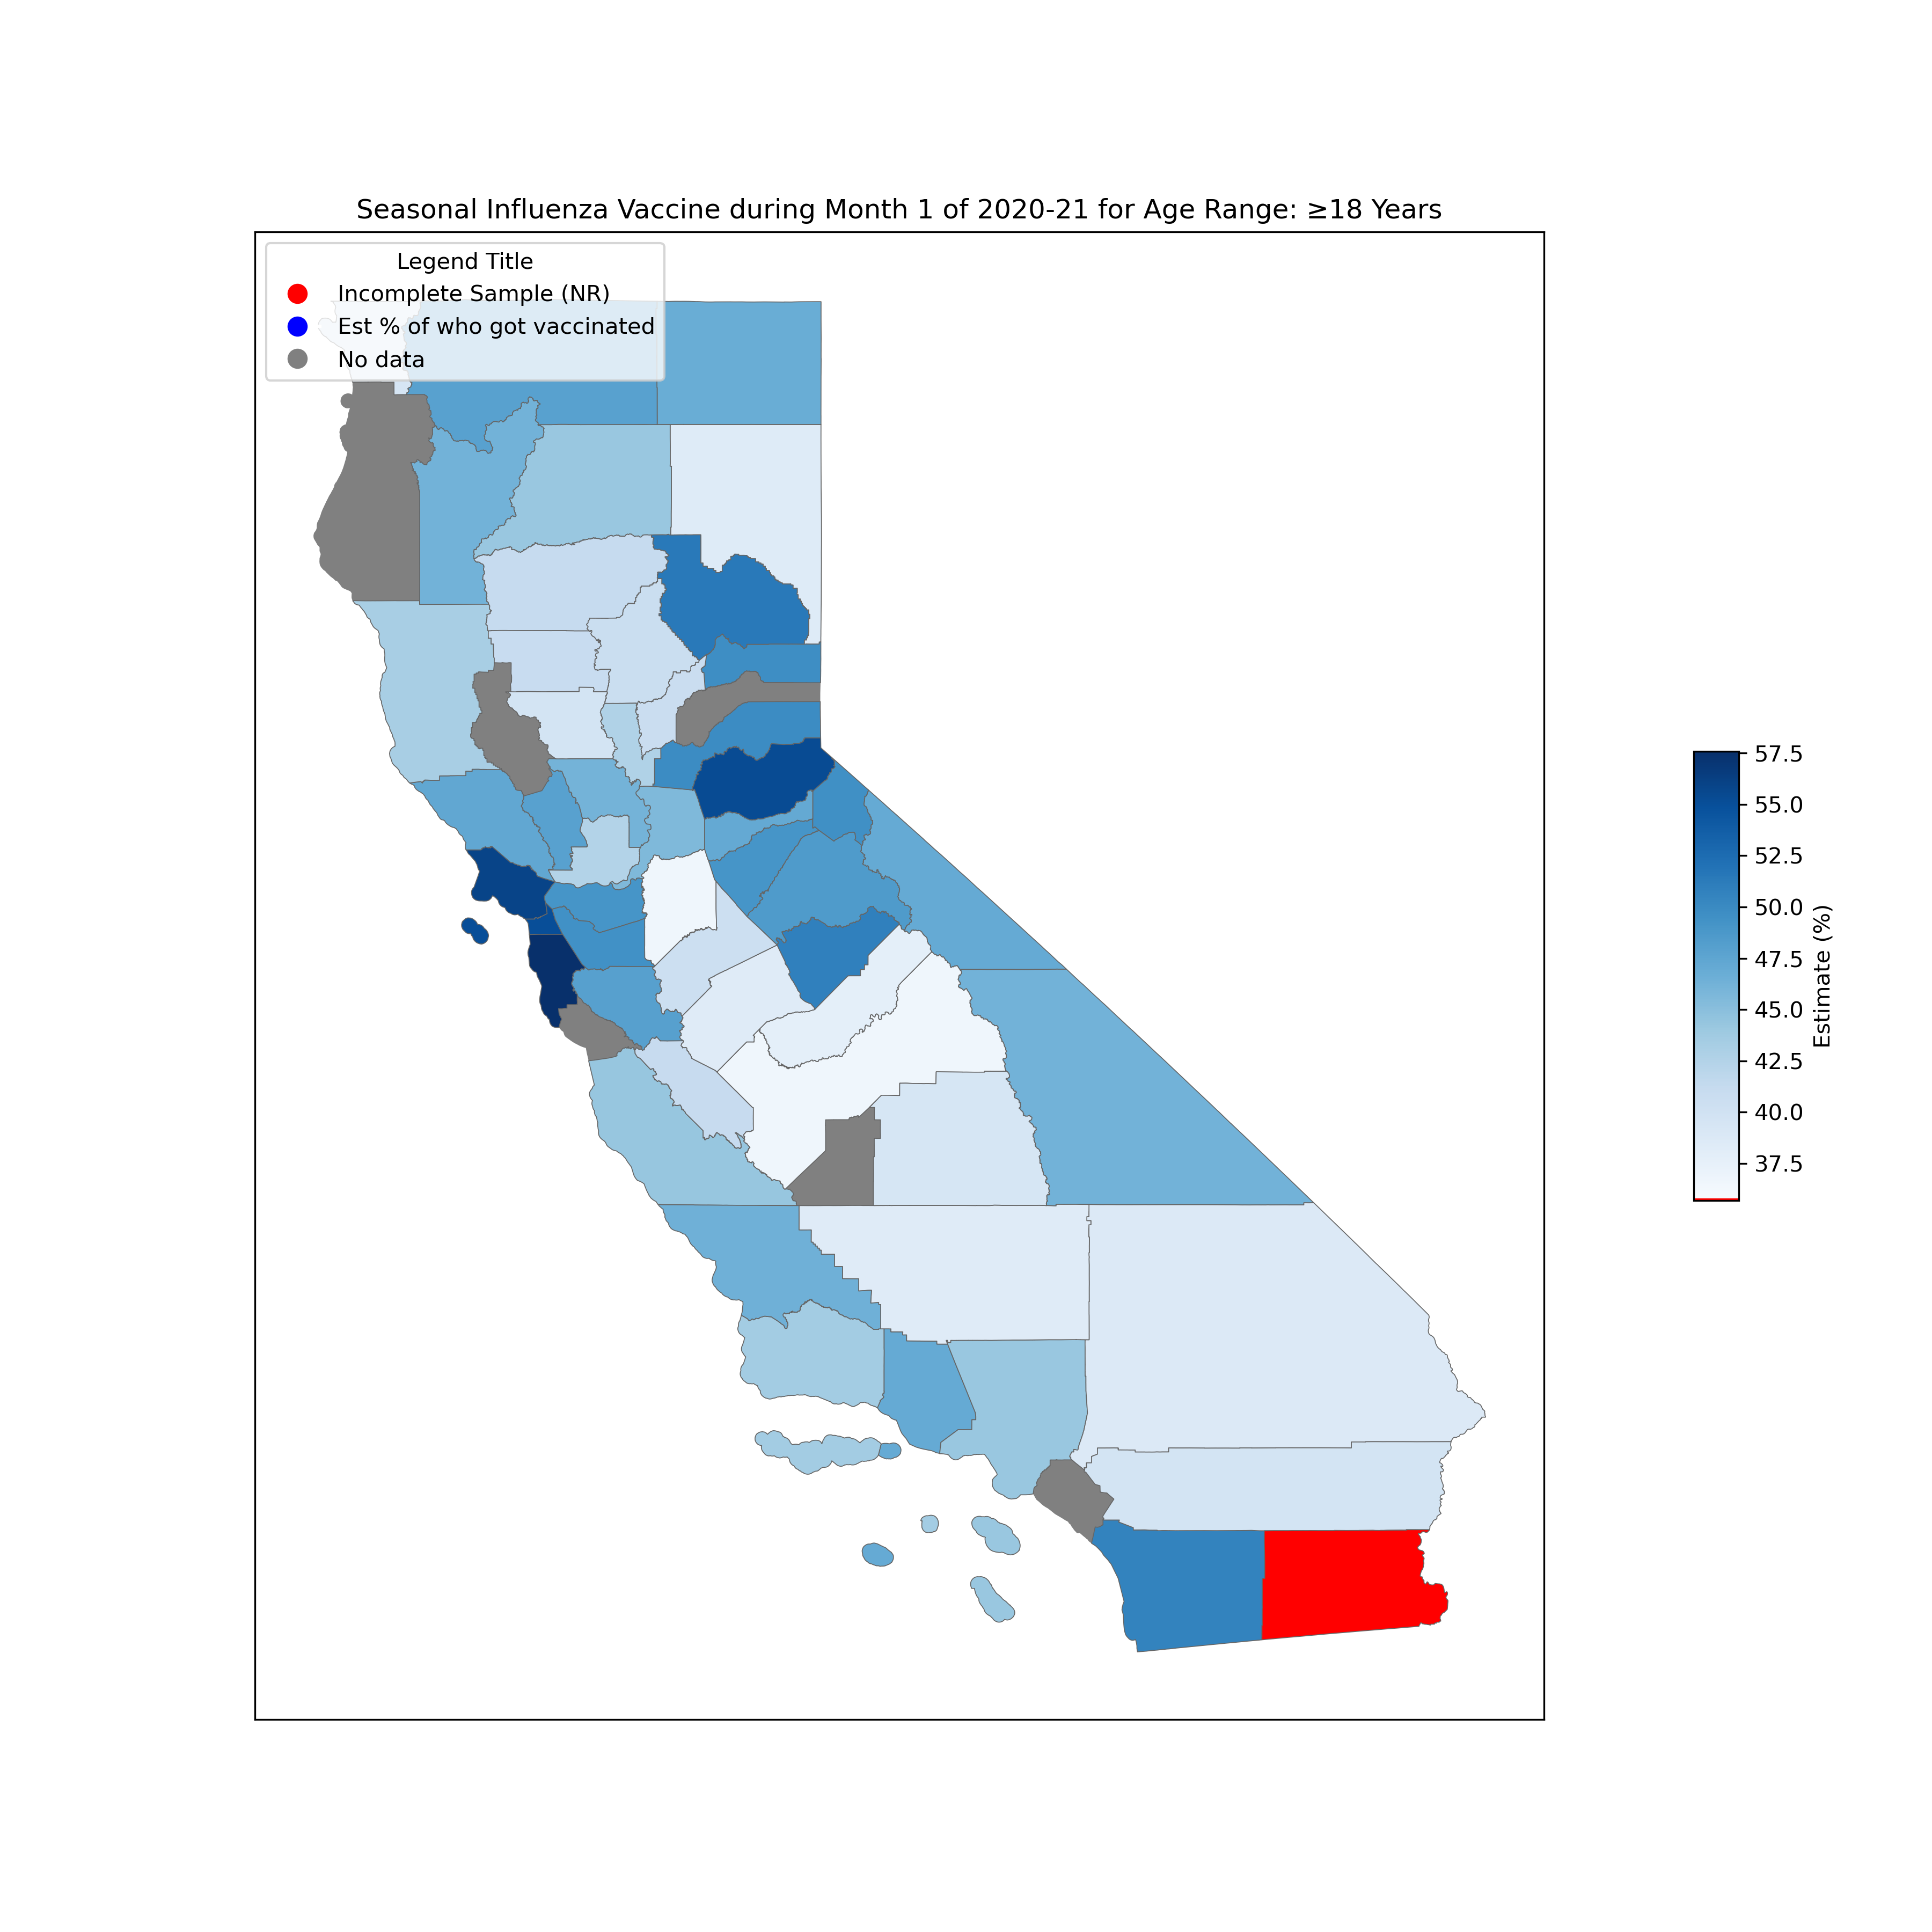 Seasonal Influenza Vaccine during Month 1 of 2020-21 for Age Range: ≥18 Years
Legend Title
Incomplete Sample (NR)
Est % of who got vaccinated
No data
57.5
55.0
52.5
50.0
47.5
45.0
42.5
40.0
37.5
Estimate (%)